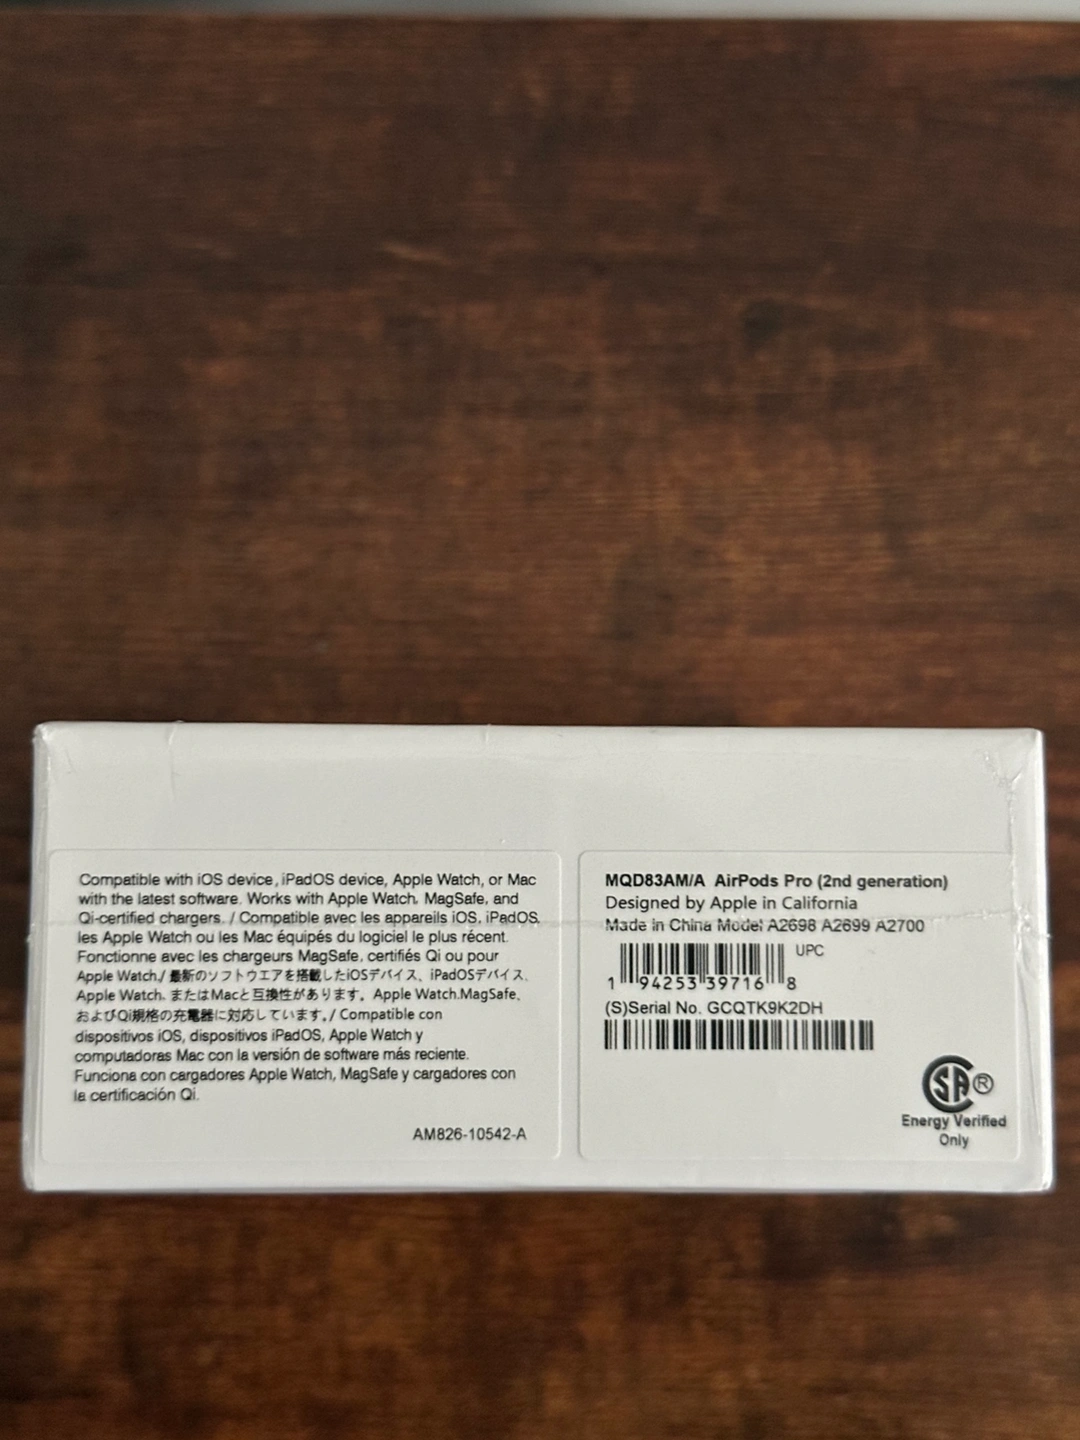 Compatible with iOS device, iPadOS device, Apple Watch, or Mac
with the latest software. Works with Apple Watch, MagSafe, and
Qi-certified chargers. / Compatible avec les appareils iOS, iPadOS,
les Apple Watch ou les Mac équipés du logiciel le plus récent.
Fonctionne avec les chargeurs MagSafe, certifiés Qi ou pour
Apple Watch./ 最新のソフトウエアを搭載したiOSデバイス、iPadOSデバイス、
Apple Watch、またはMacと互換性があります。Apple Watch、MagSafe、
およびQi規格の充電器に対応しています。/ Compatible con
dispositivos iOS, dispositivos iPadOS, Apple Watch y
computadoras Mac con la versión de software más reciente.
Funciona con cargadores Apple Watch, MagSafe y cargadores con
la certificación Qi.
AM826-10542-A
MQD83AM/A AirPods Pro (2nd generation)
Designed by Apple in California
Made in China Model A2698 A2699 A2700
UPC
1 94253 39716 8
(S)Serial No. GCQTK9K2DH
SA ®
Energy Verified
Only